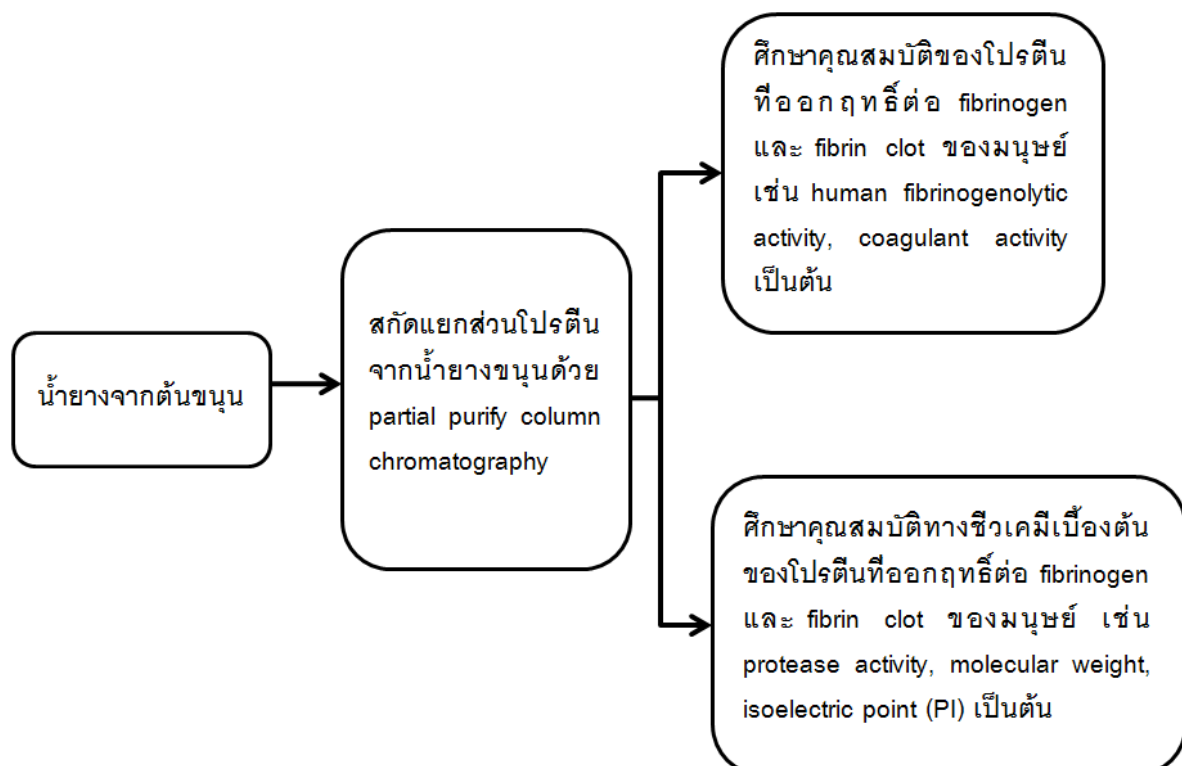 น้ำยางจากต้นขนุน
สกัดแยกส่วนโปรตีน
จากน้ำยางขนุนด้วย
partial purify column
chromatography
ศึกษาคุณสมบัติของโปรตีน
ที่ออกฤทธิ์ต่อ fibrinogen
และ fibrin clot ของมนุษย์
เช่น human fibrinogenolytic
activity, coagulant activity
เป็นต้น
ศึกษาคุณสมบัติทางชีวเคมีเบื้องต้น
ของโปรตีนที่ออกฤทธิ์ต่อ fibrinogen
และ fibrin clot ของมนุษย์ เช่น
protease activity, molecular weight,
isoelectric point (PI) เป็นต้น